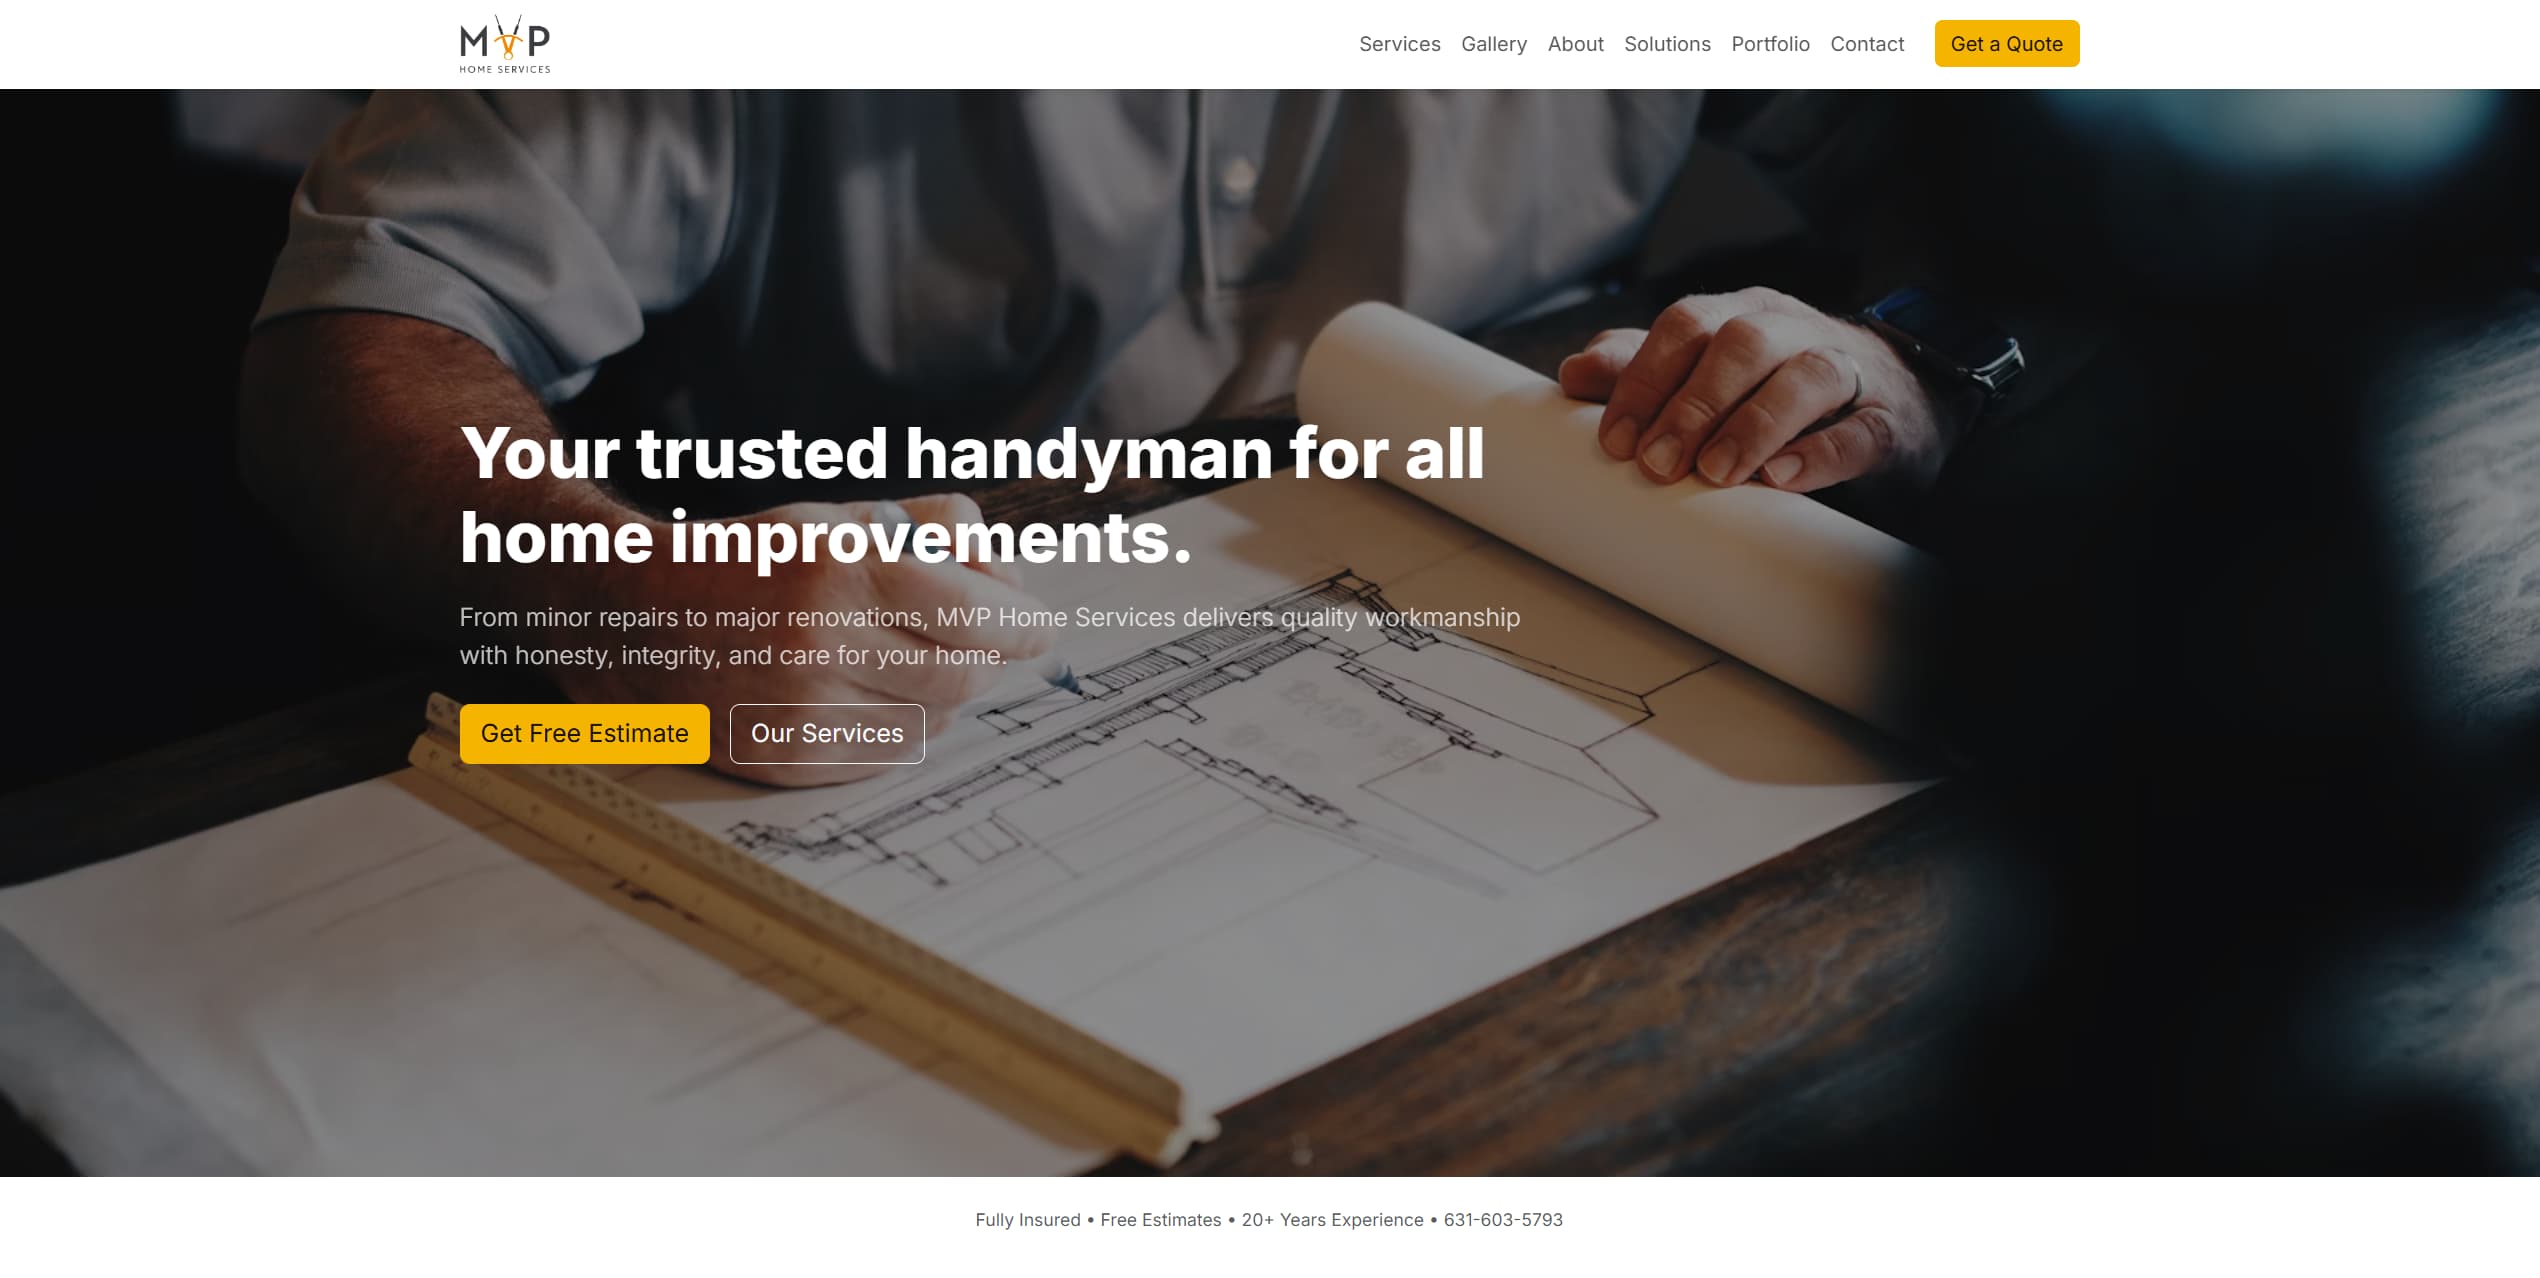 MVP
HOME SERVICES
Services Gallery About Solutions Portfolio Contact Get a Quote
Your trusted handyman for all
home improvements.
From minor repairs to major renovations, MVP Home Services delivers quality workmanship
with honesty, integrity, and care for your home.
Get Free Estimate Our Services
Fully Insured • Free Estimates • 20+ Years Experience • 631-603-5793